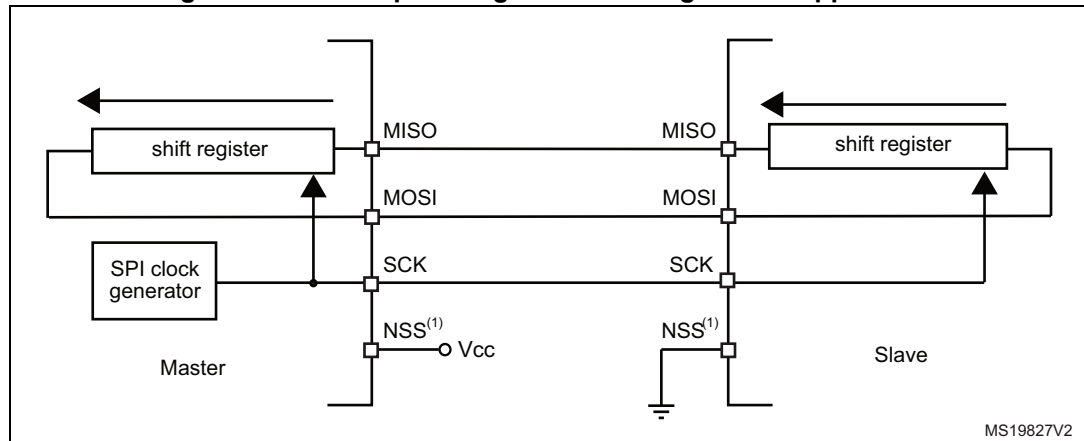 shift register
MISO
MISO
shift register
MOSI
MOSI
SPI clock
generator
SCK
SCK
NSS(1)
Vcc
NSS(1)
Master
Slave
MS19827V2